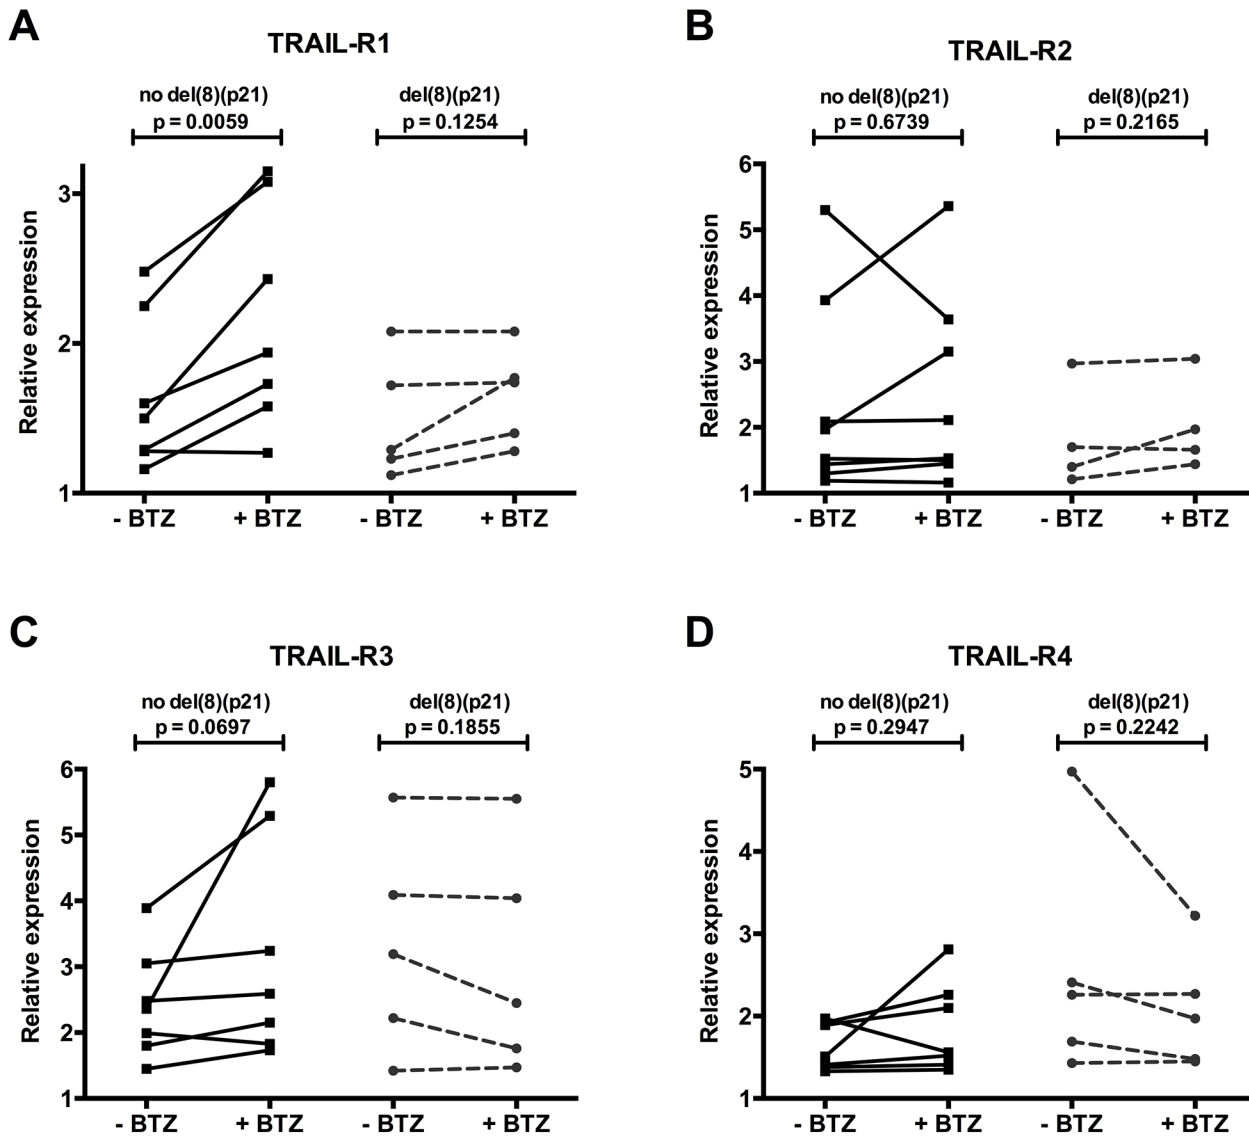 A
TRAIL-R1
no del(8)(p21)
p = 0.0059
del(8)(p21)
p = 0.1254
Relative expression
3
2
1
- BTZ
+ BTZ
- BTZ
+ BTZ
B
TRAIL-R2
no del(8)(p21)
p = 0.6739
del(8)(p21)
p = 0.2165
Relative expression
6
5
4
3
2
1
- BTZ
+ BTZ
- BTZ
+ BTZ
C
TRAIL-R3
no del(8)(p21)
p = 0.0697
del(8)(p21)
p = 0.1855
Relative expression
6
5
4
3
2
1
- BTZ
+ BTZ
- BTZ
+ BTZ
D
TRAIL-R4
no del(8)(p21)
p = 0.2947
del(8)(p21)
p = 0.2242
Relative expression
5
4
3
2
1
- BTZ
+ BTZ
- BTZ
+ BTZ